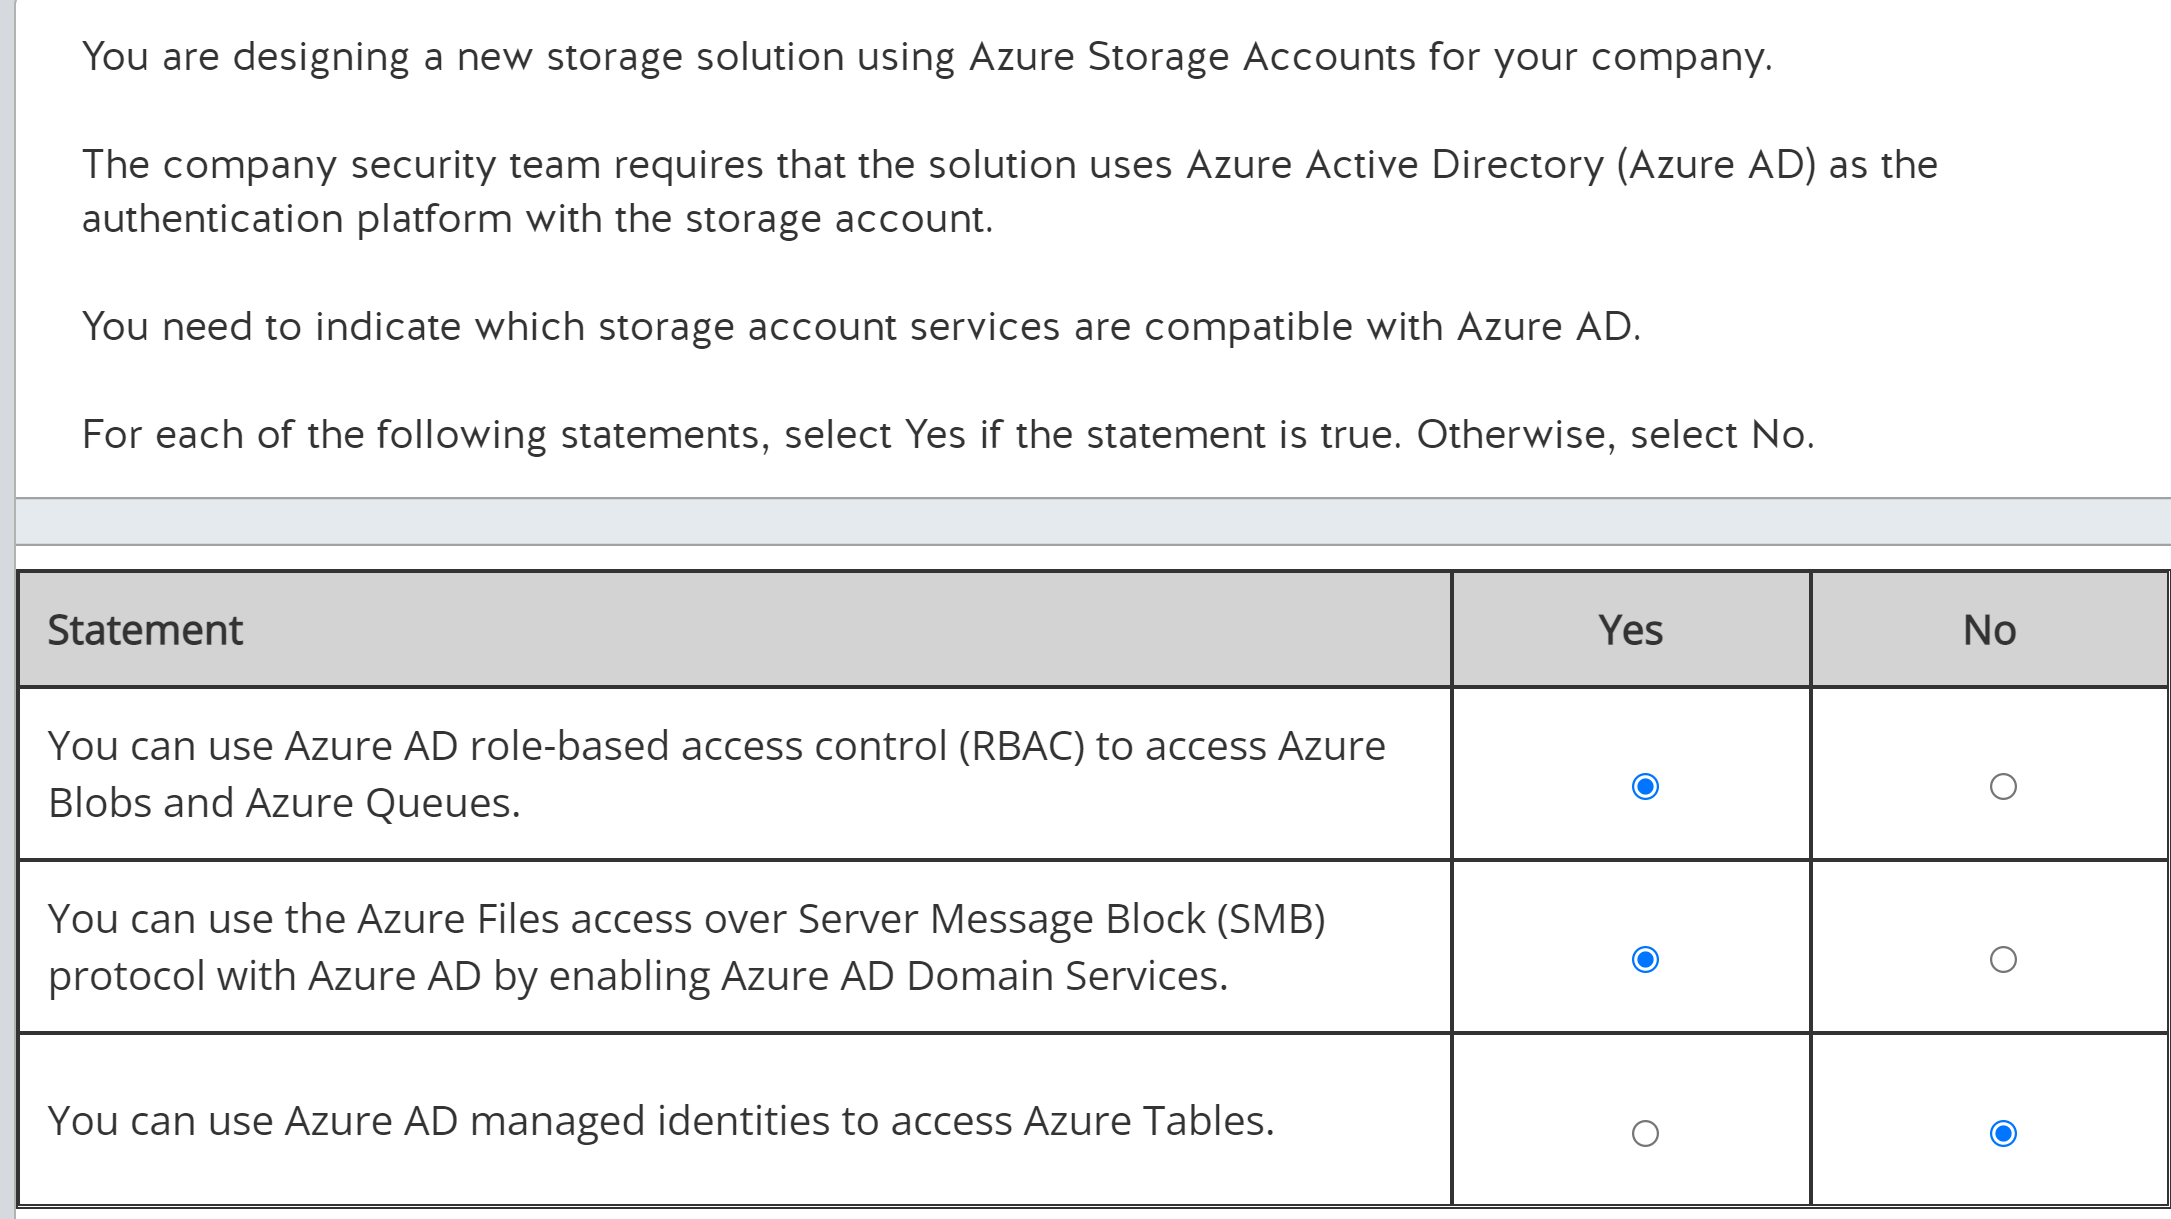 You are designing a new storage solution using Azure Storage Accounts for your company.
The company security team requires that the solution uses Azure Active Directory (Azure AD) as the
authentication platform with the storage account.
You need to indicate which storage account services are compatible with Azure AD.
For each of the following statements, select Yes if the statement is true. Otherwise, select No.
Statement Yes No
You can use Azure AD role-based access control (RBAC) to access Azure
Blobs and Azure Queues.
You can use the Azure Files access over Server Message Block (SMB)
protocol with Azure AD by enabling Azure AD Domain Services.
You can use Azure AD managed identities to access Azure Tables.